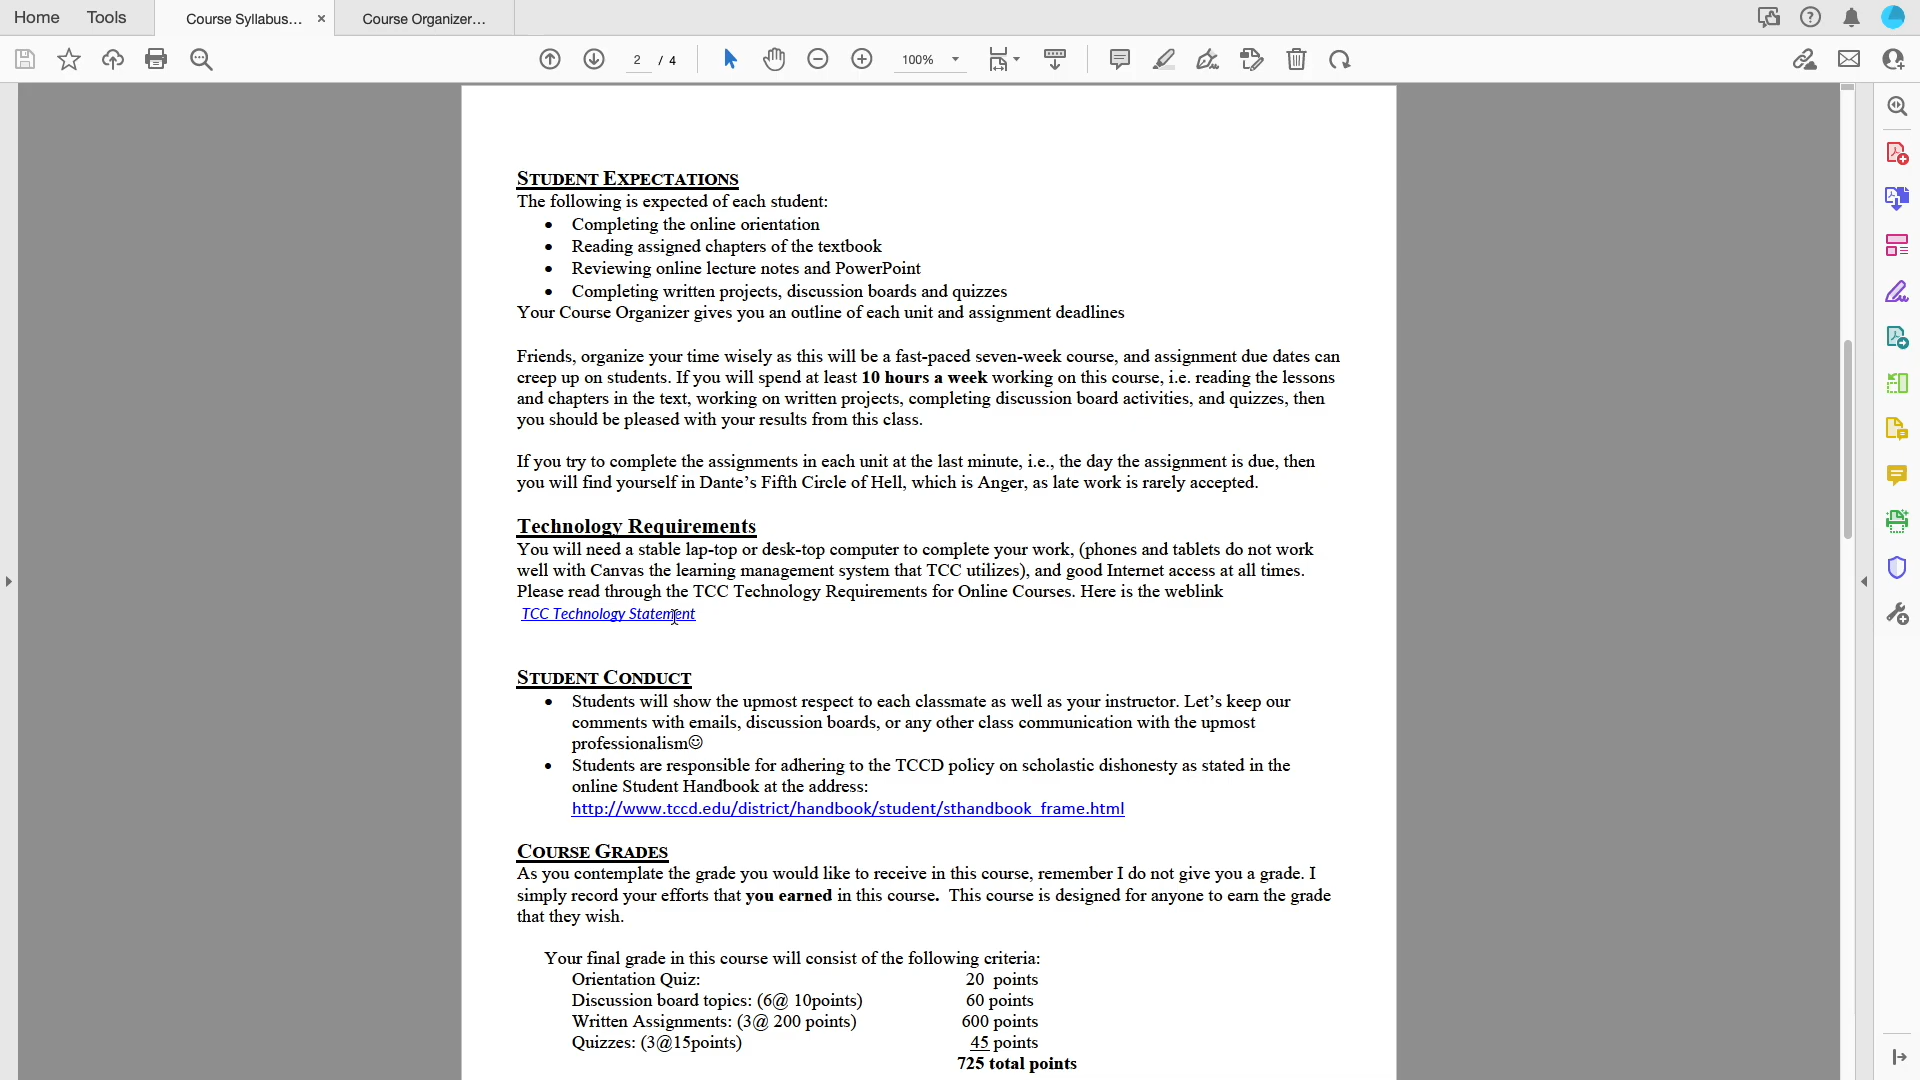 Home Tools Course Syllabus... × Course Organizer...
2 / 4 100%
STUDENT EXPECTATIONS
The following is expected of each student:
• Completing the online orientation
• Reading assigned chapters of the textbook
• Reviewing online lecture notes and PowerPoint
• Completing written projects, discussion boards and quizzes
Your Course Organizer gives you an outline of each unit and assignment deadlines
Friends, organize your time wisely as this will be a fast-paced seven-week course, and assignment due dates can
creep up on students. If you will spend at least 10 hours a week working on this course, i.e. reading the lessons
and chapters in the text, working on written projects, completing discussion board activities, and quizzes, then
you should be pleased with your results from this class.
If you try to complete the assignments in each unit at the last minute, i.e., the day the assignment is due, then
you will find yourself in Dante's Fifth Circle of Hell, which is Anger, as late work is rarely accepted.
Technology Requirements
You will need a stable lap-top or desk-top computer to complete your work, (phones and tablets do not work
well with Canvas the learning management system that TCC utilizes), and good Internet access at all times.
Please read through the TCC Technology Requirements for Online Courses. Here is the weblink
TCC Technology Statement
STUDENT CONDUCT
• Students will show the upmost respect to each classmate as well as your instructor. Let's keep our
comments with emails, discussion boards, or any other class communication with the upmost
professionalism☺
• Students are responsible for adhering to the TCCD policy on scholastic dishonesty as stated in the
online Student Handbook at the address:
http://www.tccd.edu/district/handbook/student/sthandbook_frame.html
COURSE GRADES
As you contemplate the grade you would like to receive in this course, remember I do not give you a grade. I
simply record your efforts that you earned in this course. This course is designed for anyone to earn the grade
that they wish.
Your final grade in this course will consist of the following criteria:
Orientation Quiz: 20 points
Discussion board topics: (6@ 10points) 60 points
Written Assignments: (3@ 200 points) 600 points
Quizzes: (3@15points) 45 points
725 total points